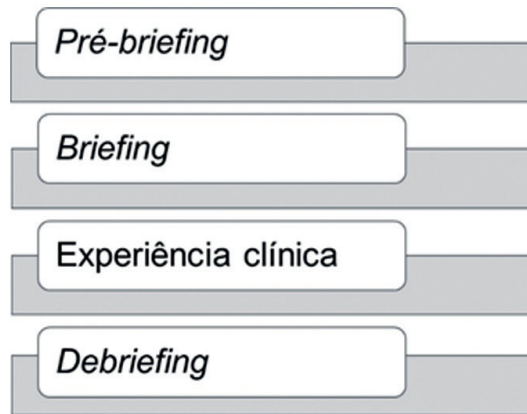 Pré-briefing
Briefing
Experiência clínica
Debriefing